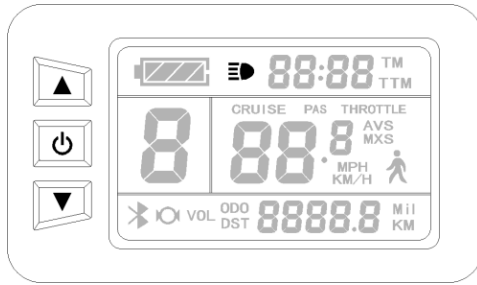 88:88 TM
TTM
CRUISE PAS THROTTLE
8 88.8 AVS
MXS
MPH
KM/H
VOL ODO 8888.8 Mil
DST KM